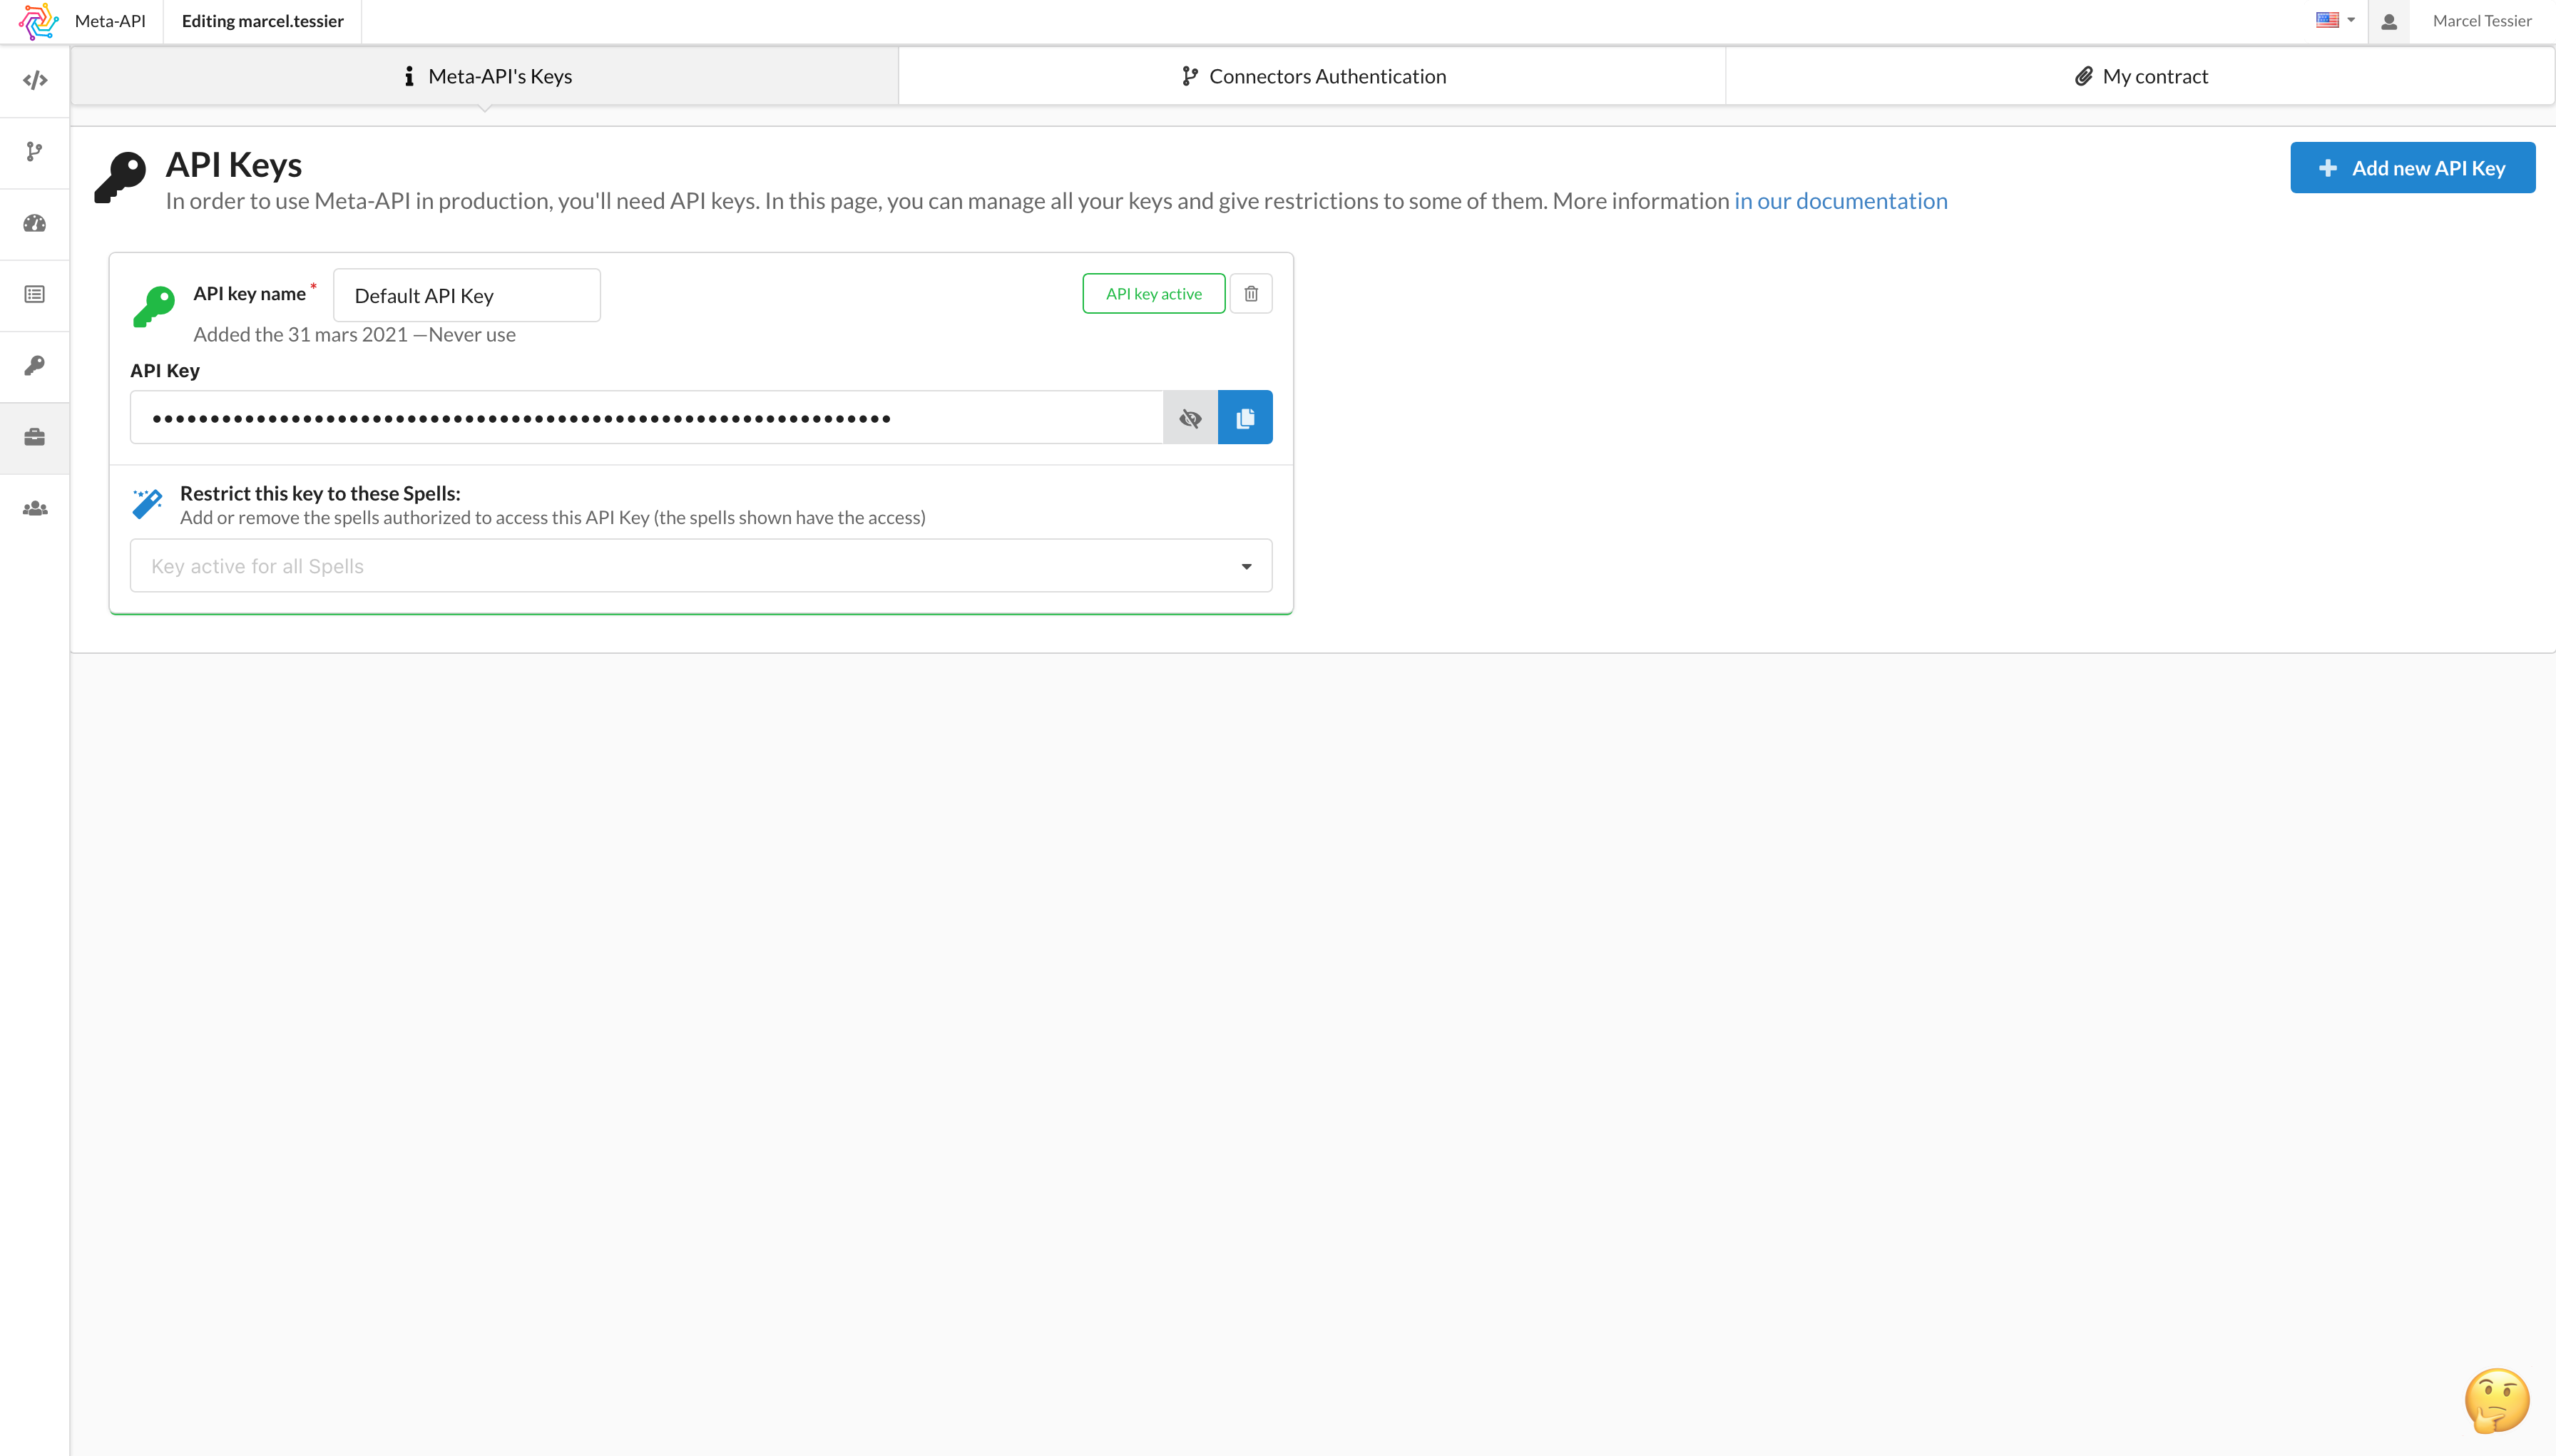 Meta-API
Editing marcel.tessier
Marcel Tessier
Meta-API's Keys
Connectors Authentication
My contract
API Keys
Add new API Key
In order to use Meta-API in production, you'll need API keys. In this page, you can manage all your keys and give restrictions to some of them. More information in our documentation
API key name *
Default API Key
API key active
Added the 31 mars 2021 —Never use
API Key
Restrict this key to these Spells:
Add or remove the spells authorized to access this API Key (the spells shown have the access)
Key active for all Spells